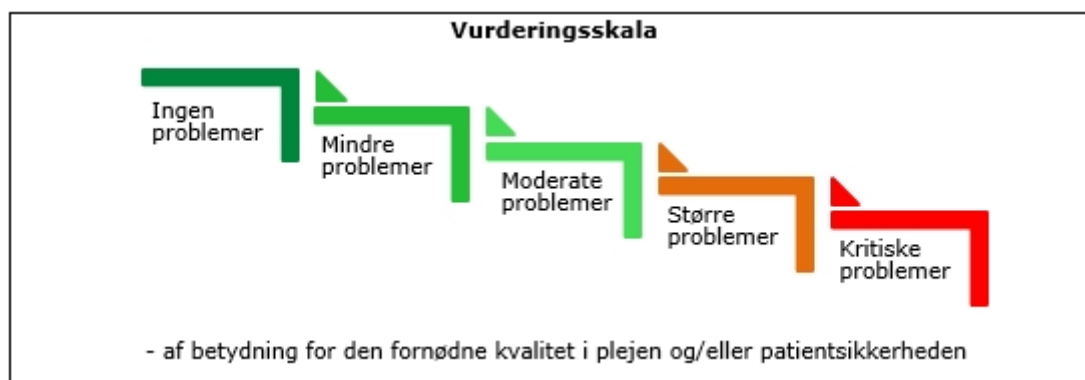 Vurderingsskala
Ingen
problemer
Mindre
problemer
Moderate
problemer
Større
problemer
Kritiske
problemer
- af betydning for den fornødne kvalitet i plejen og/eller patientsikkerheden